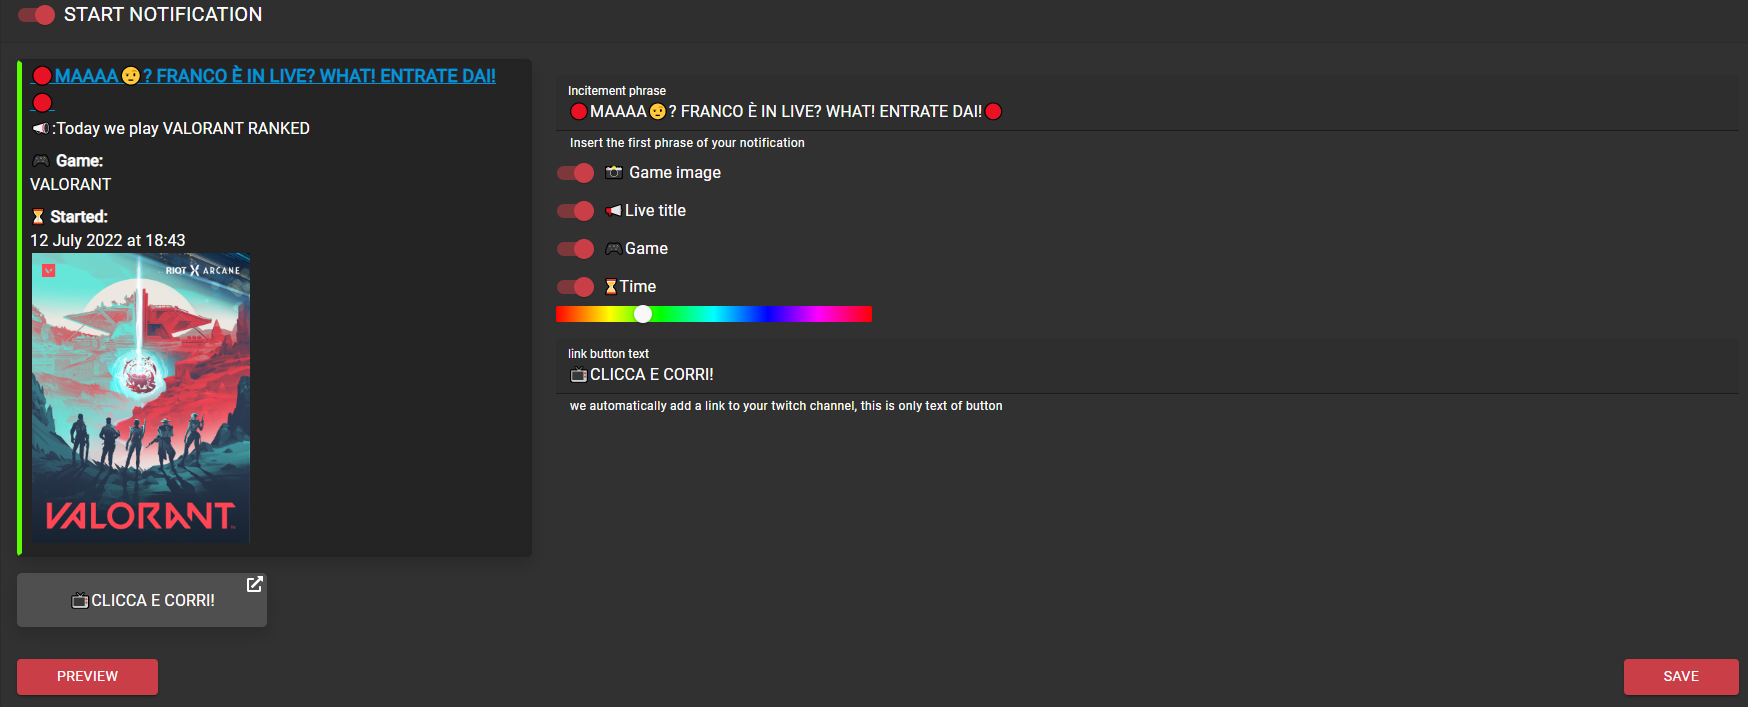 START NOTIFICATION
🔴MAAAA🤨? FRANCO È IN LIVE? WHAT! ENTRATE DAI!
🔴
📢:Today we play VALORANT RANKED
🎮 Game:
VALORANT
⏳ Started:
12 July 2022 at 18:43
RIOT X ARCANE
VALORANT
📺CLICCA E CORRI!
PREVIEW
Incitement phrase
🔴MAAAA🤨? FRANCO È IN LIVE? WHAT! ENTRATE DAI!🔴
Insert the first phrase of your notification
📷 Game image
📢Live title
🎮Game
⏳Time
link button text
📺CLICCA E CORRI!
we automatically add a link to your twitch channel, this is only text of button
SAVE